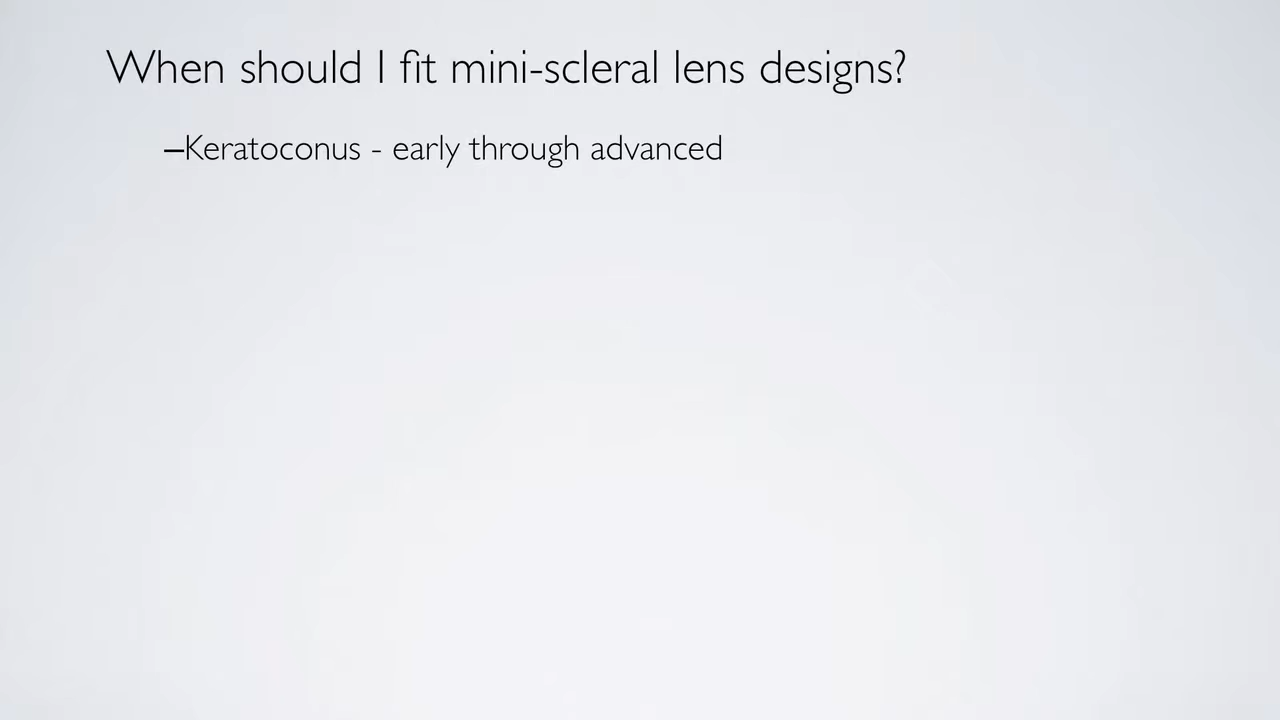 When should I fit mini-scleral lens designs?
–Keratoconus - early through advanced